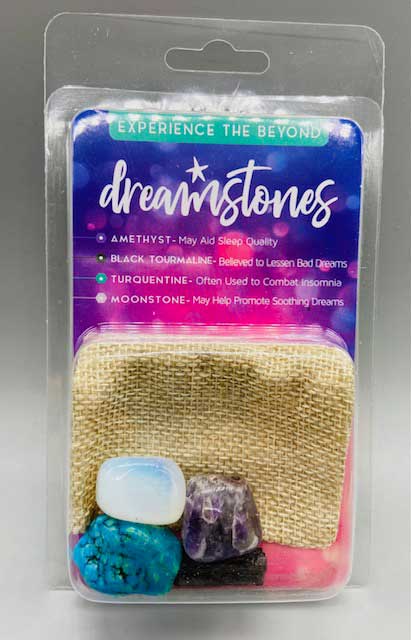 EXPERIENCE THE BEYOND
dreamstones
AMETHYST- May Aid Sleep Quality
BLACK TOURMALINE- Believed to Lessen Bad Dreams
TURQUENTINE- Often Used to Combat Insomnia
MOONSTONE- May Help Promote Soothing Dreams